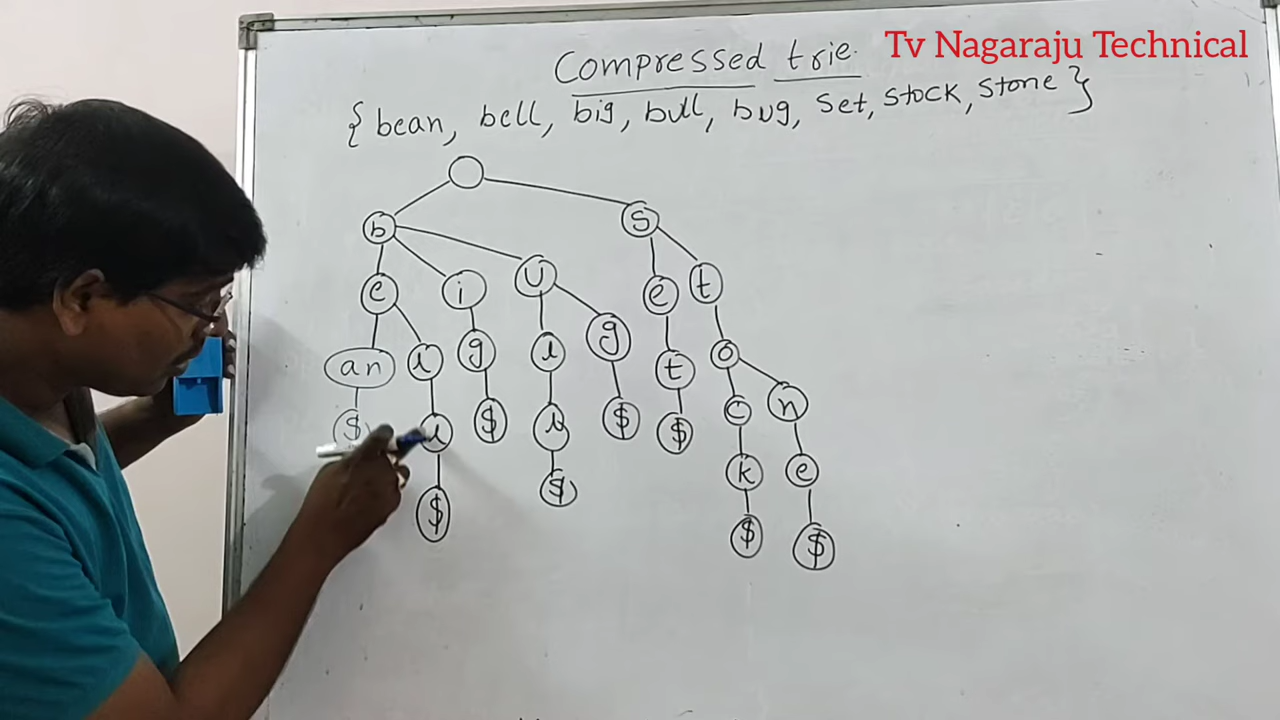 Tv Nagaraju Technical
Compressed trie.
{bean, bell, big, bull, bug, set, stock, stone}
b s
e i u e t
an l g l g t o
$ l $ l $ $ c n
$ $ k e
$ $